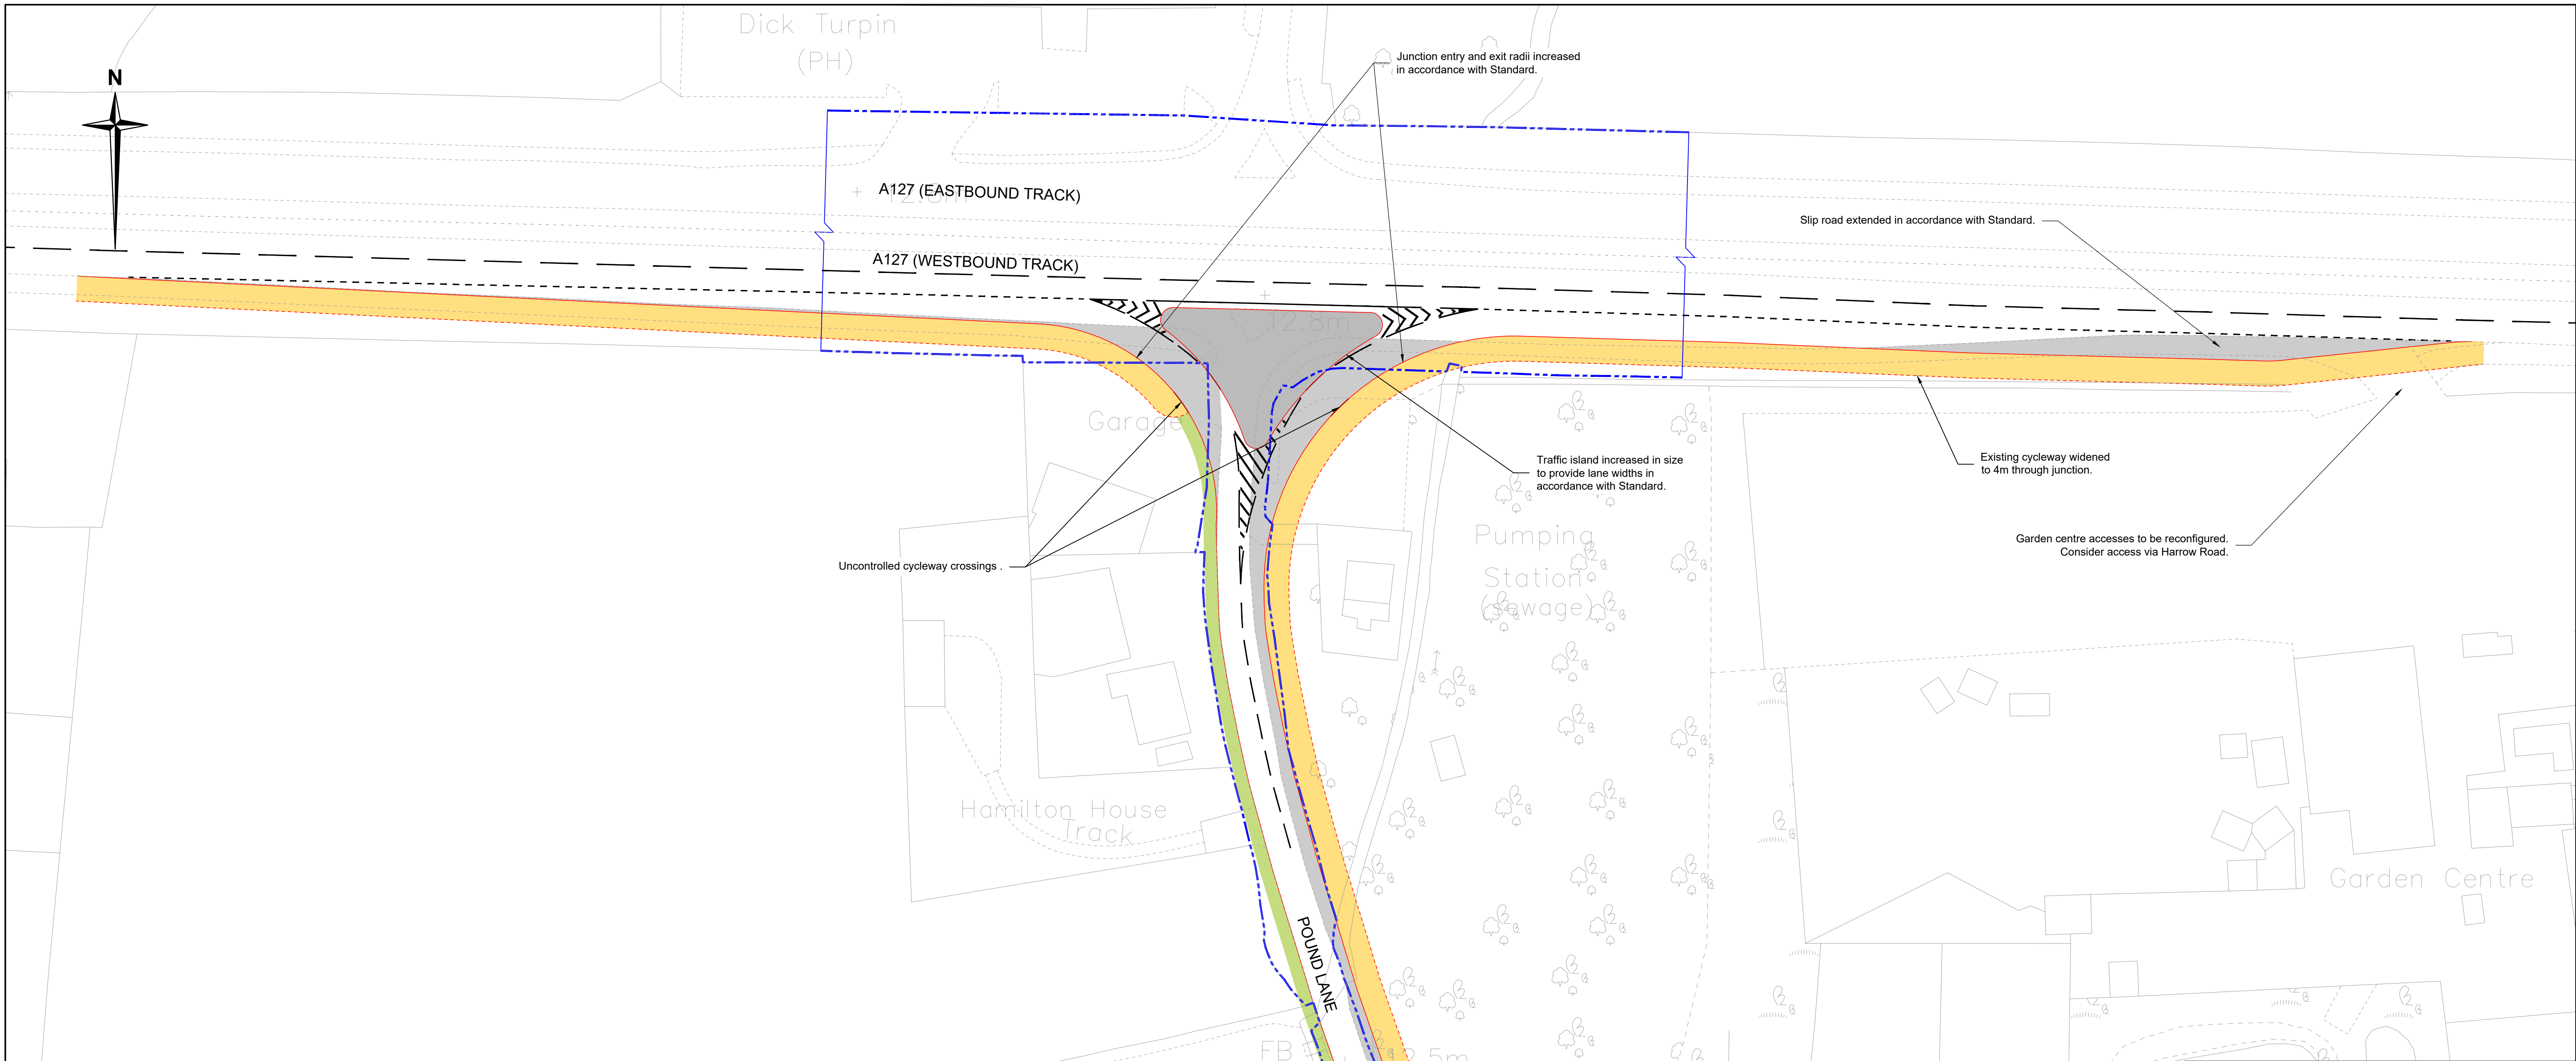 Dick Turpin
(PH)
N
Junction entry and exit radii increased
in accordance with Standard.
A127 (EASTBOUND TRACK)
A127 (WESTBOUND TRACK)
Slip road extended in accordance with Standard.
+2.8m
Garage
Traffic island increased in size
to provide lane widths in
accordance with Standard.
Existing cycleway widened
to 4m through junction.
Garden centre accesses to be reconfigured.
Consider access via Harrow Road.
Uncontrolled cycleway crossings .
Pumping
Station
(sewage)
Hamilton House
Track
Garden Centre
POUND LANE
FB